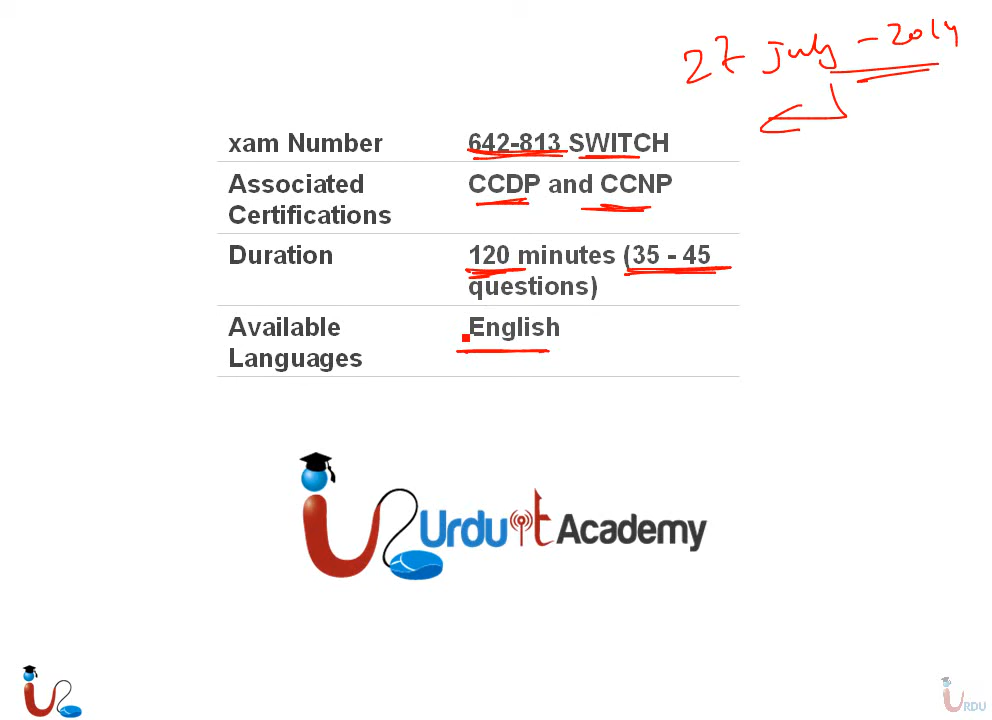 27 July - 2014
xam Number 642-813 SWITCH
Associated Certifications CCDP and CCNP
Duration 120 minutes (35 - 45 questions)
Available Languages English
Urdu it Academy
URDU